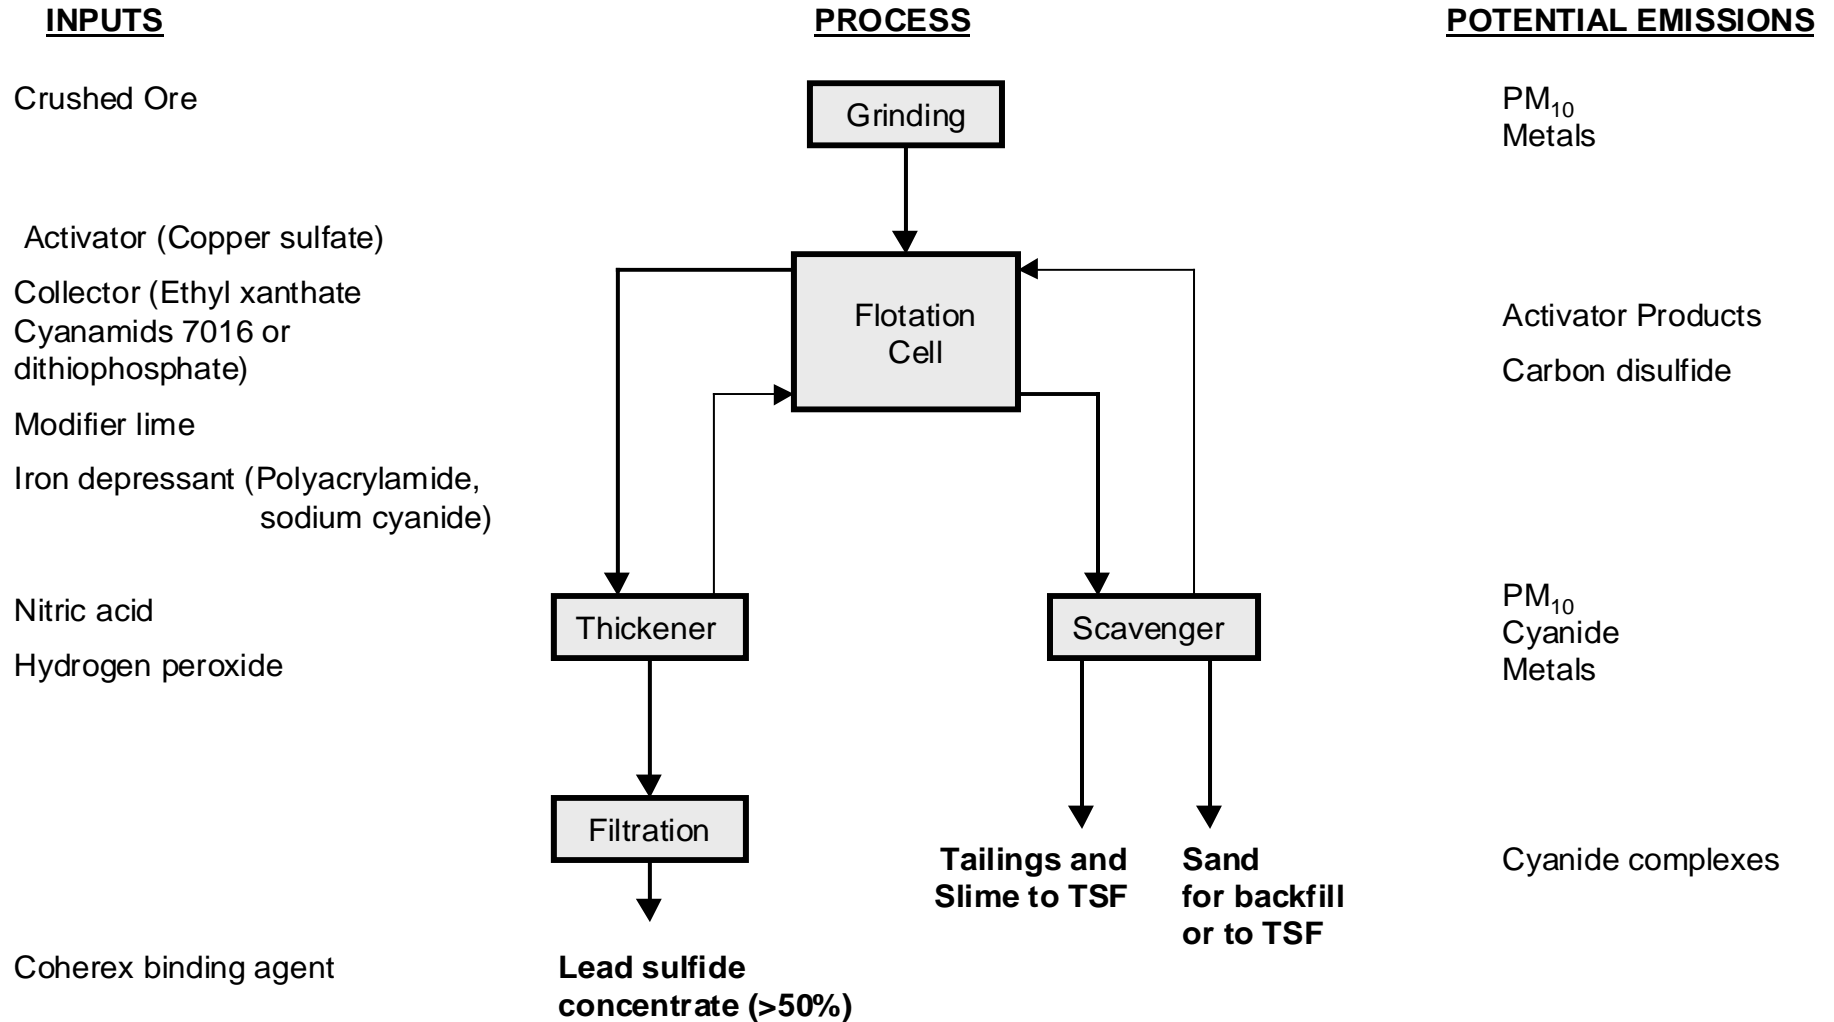 INPUTS
PROCESS
POTENTIAL EMISSIONS
Crushed Ore
Grinding
PM₁₀
Metals
Activator (Copper sulfate)
Collector (Ethyl xanthate
Cyanamids 7016 or
dithiophosphate)
Modifier lime
Iron depressant (Polyacrylamide,
sodium cyanide)
Flotation
Cell
Activator Products
Carbon disulfide
Nitric acid
Hydrogen peroxide
Thickener
Scavenger
PM₁₀
Cyanide
Metals
Filtration
Tailings and
Slime to TSF
Sand
for backfill
or to TSF
Cyanide complexes
Coherex binding agent
Lead sulfide
concentrate (>50%)